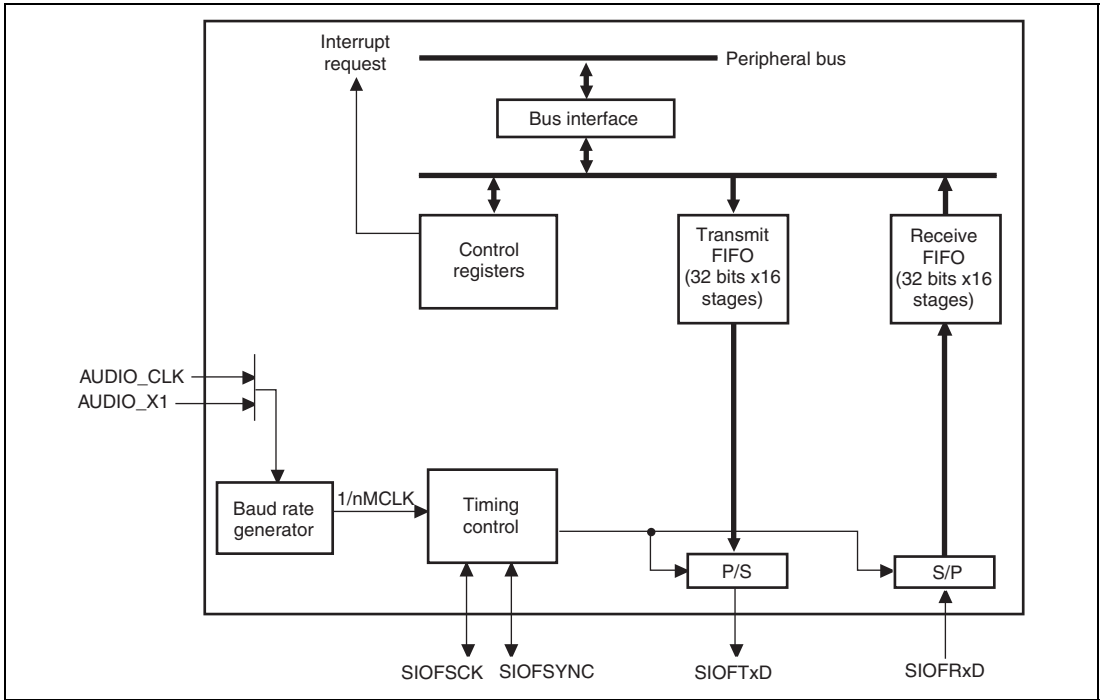 Interrupt
request
Peripheral bus
Bus interface
Control
registers
Transmit
FIFO
(32 bits x16
stages)
Receive
FIFO
(32 bits x16
stages)
AUDIO_CLK
AUDIO_X1
Baud rate
generator
1/nMCLK
Timing
control
P/S
S/P
SIOFSCK
SIOFSYNC
SIOFTxD
SIOFRxD